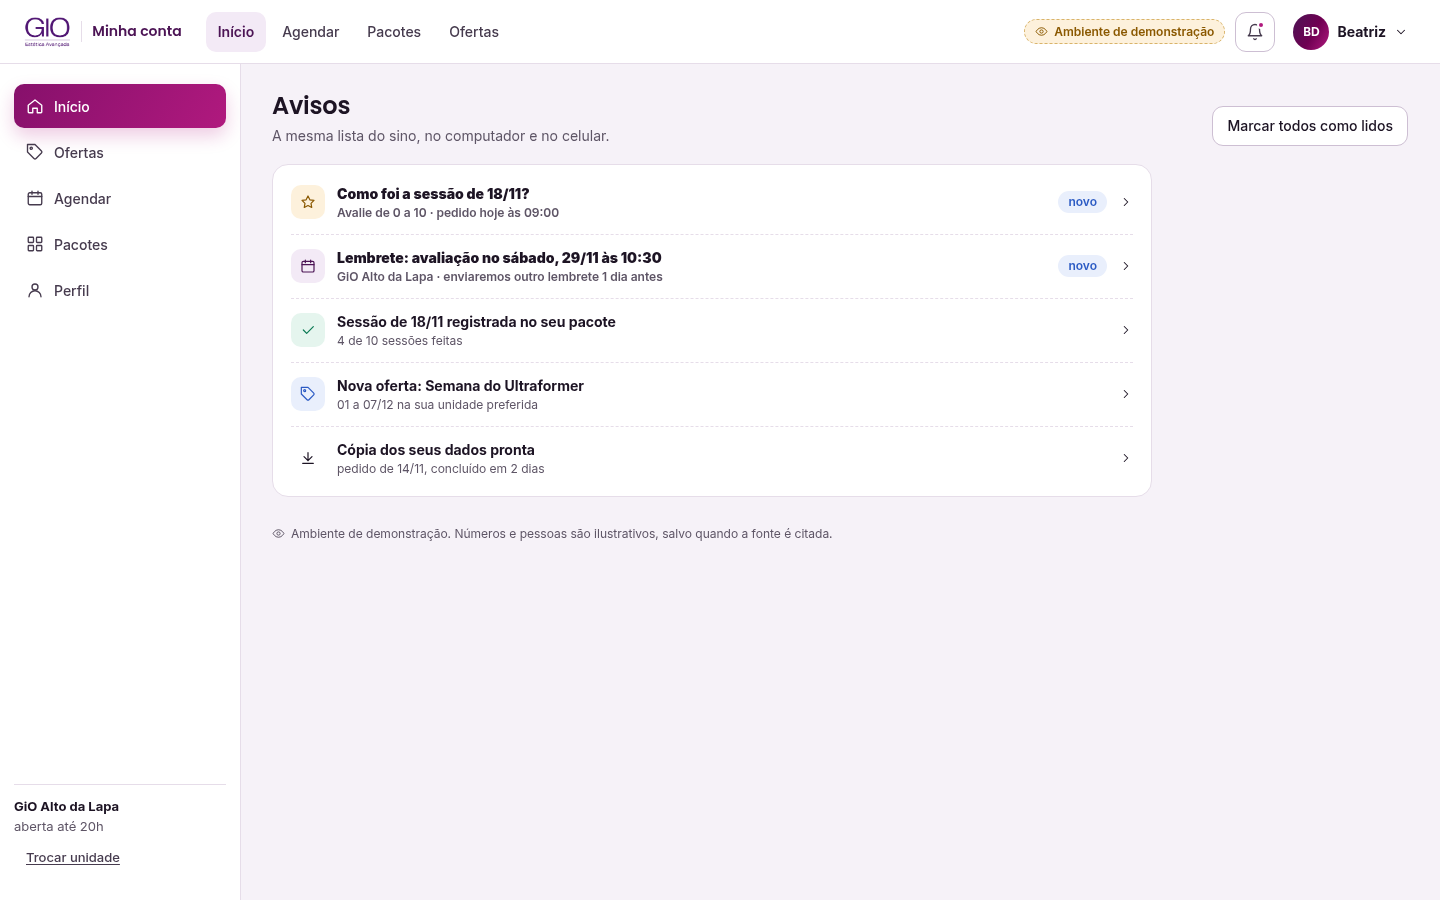 GIO
Estética Avançada
Minha conta
Início
Agendar
Pacotes
Ofertas
Ambiente de demonstração
BD
Beatriz
Início
Ofertas
Agendar
Pacotes
Perfil
Avisos
A mesma lista do sino, no computador e no celular.
Marcar todos como lidos
Como foi a sessão de 18/11?
Avalie de 0 a 10 · pedido hoje às 09:00
novo
Lembrete: avaliação no sábado, 29/11 às 10:30
GiO Alto da Lapa · enviaremos outro lembrete 1 dia antes
novo
Sessão de 18/11 registrada no seu pacote
4 de 10 sessões feitas
Nova oferta: Semana do Ultraformer
01 a 07/12 na sua unidade preferida
Cópia dos seus dados pronta
pedido de 14/11, concluído em 2 dias
Ambiente de demonstração. Números e pessoas são ilustrativos, salvo quando a fonte é citada.
GiO Alto da Lapa
aberta até 20h
Trocar unidade